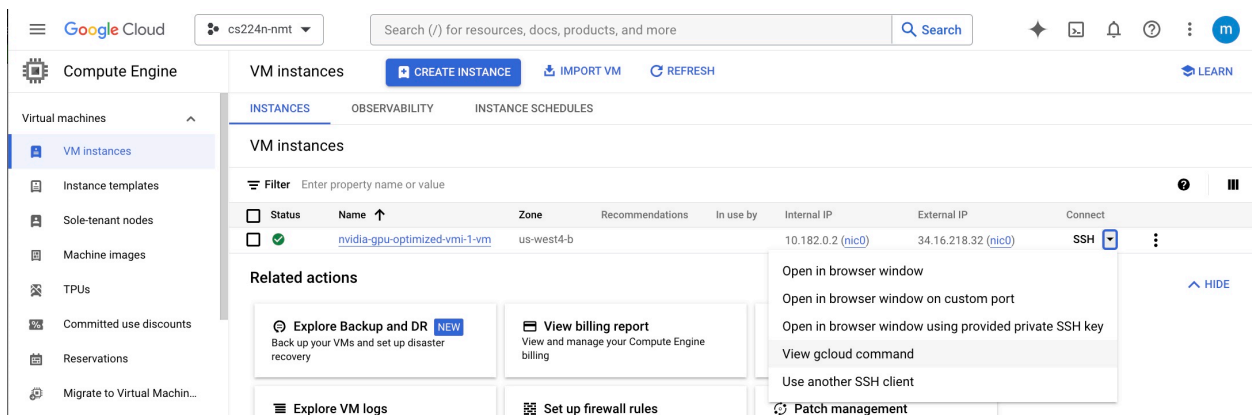 Google Cloud
cs224n-nmt
Search (/) for resources, docs, products, and more
Search
m
Compute Engine
VM instances
CREATE INSTANCE
IMPORT VM
REFRESH
LEARN
Virtual machines
VM instances
Instance templates
Sole-tenant nodes
Machine images
TPUs
Committed use discounts
Reservations
Migrate to Virtual Machin...
INSTANCES OBSERVABILITY INSTANCE SCHEDULES
VM instances
Filter Enter property name or value
Status Name Zone Recommendations In use by Internal IP External IP Connect
nvidia-gpu-optimized-vmi-1-vm us-west4-b 10.182.0.2 (nic0) 34.16.218.32 (nic0) SSH
Open in browser window
Open in browser window on custom port
Open in browser window using provided private SSH key
View gcloud command
Use another SSH client
Related actions
HIDE
Explore Backup and DR NEW
Back up your VMs and set up disaster
recovery
View billing report
View and manage your Compute Engine
billing
Explore VM logs
Set up firewall rules
Patch management